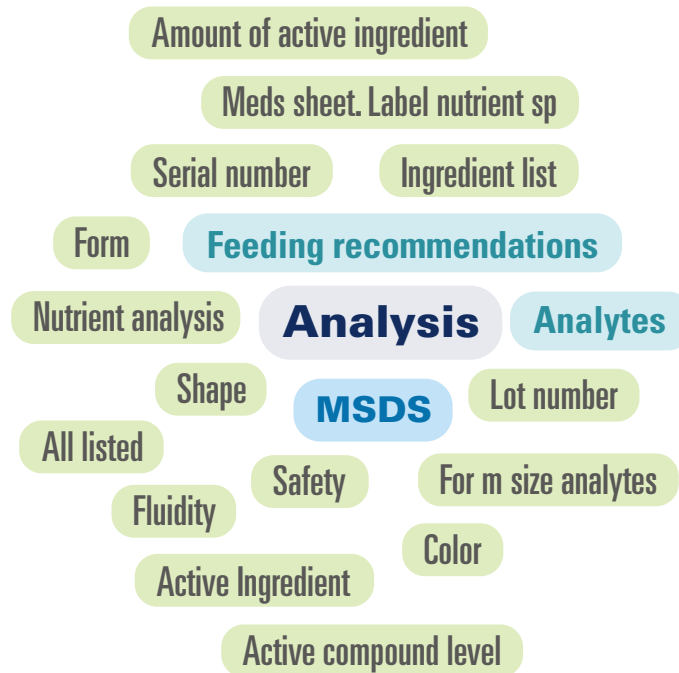 Amount of active ingredient
Meds sheet. Label nutrient sp
Serial number
Ingredient list
Form
Feeding recommendations
Nutrient analysis
Analysis
Analytes
Shape
MSDS
Lot number
All listed
Safety
For m size analytes
Fluidity
Color
Active Ingredient
Active compound level